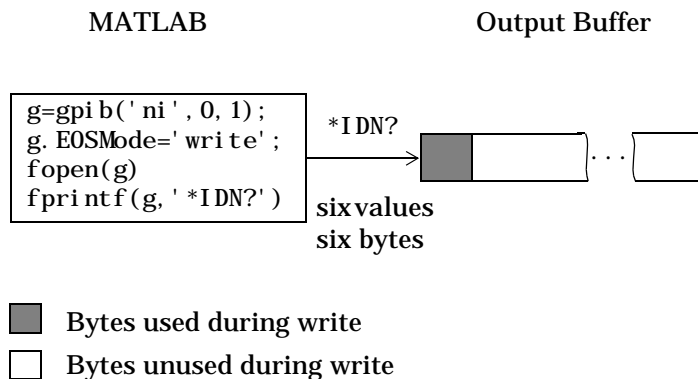 MATLAB
Output Buffer
g=gpib('ni',0,1);
g.EOSMode='write';
fopen(g)
fprintf(g,'*IDN?')
*IDN?
six values
six bytes
...
Bytes used during write
Bytes unused during write